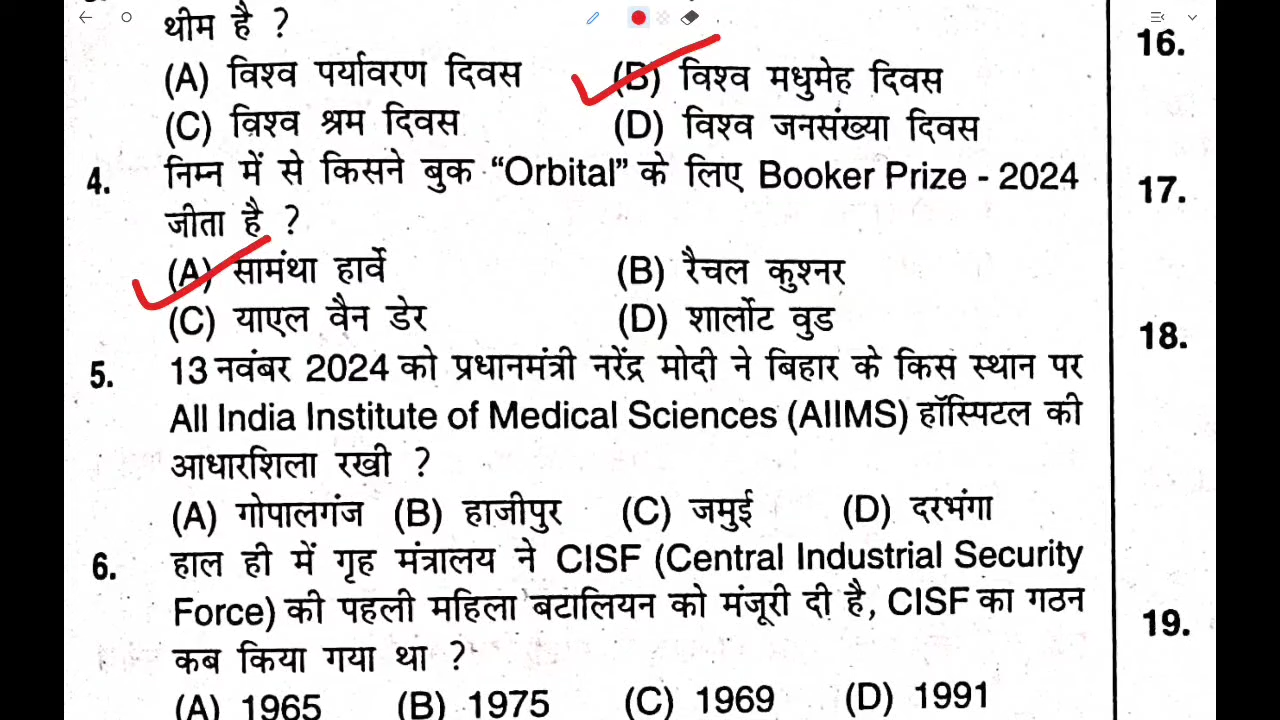 थीम है ?
16.
(A) विश्व पर्यावरण दिवस (B) विश्व मधुमेह दिवस
(C) विश्व श्रम दिवस (D) विश्व जनसंख्या दिवस
4. निम्न में से किसने बुक “Orbital” के लिए Booker Prize - 2024
17.
जीता है ?
(A) सामंथा हार्वे (B) रैचल कुश्नर
(C) याएल वैन डेर (D) शार्लोट वुड
18.
5. 13 नवंबर 2024 को प्रधानमंत्री नरेंद्र मोदी ने बिहार के किस स्थान पर
All India Institute of Medical Sciences (AIIMS) हॉस्पिटल की
आधारशिला रखी ?
(A) गोपालगंज (B) हाजीपुर (C) जमुई (D) दरभंगा
6. हाल ही में गृह मंत्रालय ने CISF (Central Industrial Security
Force) की पहली महिला बटालियन को मंजूरी दी है, CISF का गठन
19.
कब किया गया था ?
(A) 1965 (B) 1975 (C) 1969 (D) 1991